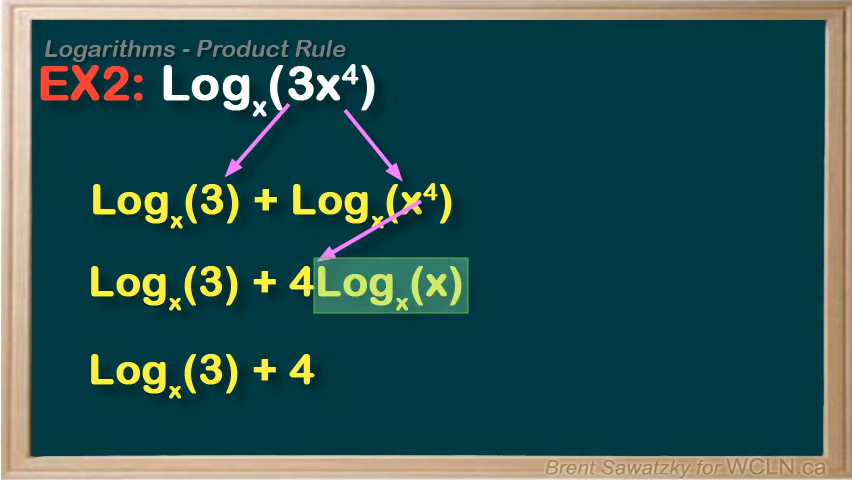 Logarithms - Product Rule
EX2: Logₓ(3x⁴)
Logₓ(3) + Logₓ(x⁴)
Logₓ(3) + 4Logₓ(x)
Logₓ(3) + 4
Brent Sawatzky for WCLN.ca